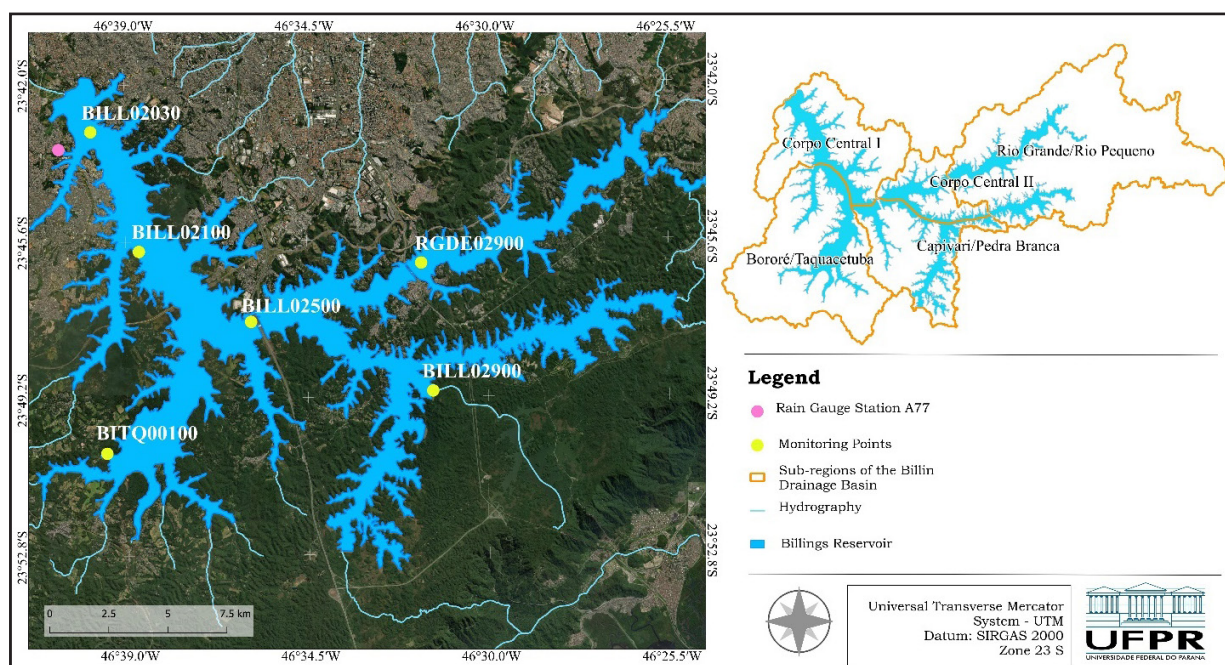 46°39.0'W 46°34.5'W 46°30.0'W 46°25.5'W
23°42.0'S
23°45.6'S
23°49.2'S
23°52.8'S
BILL02030
BILL02100
RGDE02900
BILL02500
BILL02900
BITQ00100
0 2.5 5 7.5 km
23°42.0'S
23°45.6'S
23°49.2'S
23°52.8'S
46°39.0'W 46°34.5'W 46°30.0'W 46°25.5'W
Corpo Central I
Rio Grande/Rio Pequeno
Corpo Central II
Capivari/Pedra Branca
Bororé/Taquacetuba
Legend
Rain Gauge Station A77
Monitoring Points
Sub-regions of the Billin
Drainage Basin
Hydrography
Billings Reservoir
Universal Transverse Mercator
System - UTM
Datum: SIRGAS 2000
Zone 23 S
UFPR
UNIVERSIDADE FEDERAL DO PARANÁ